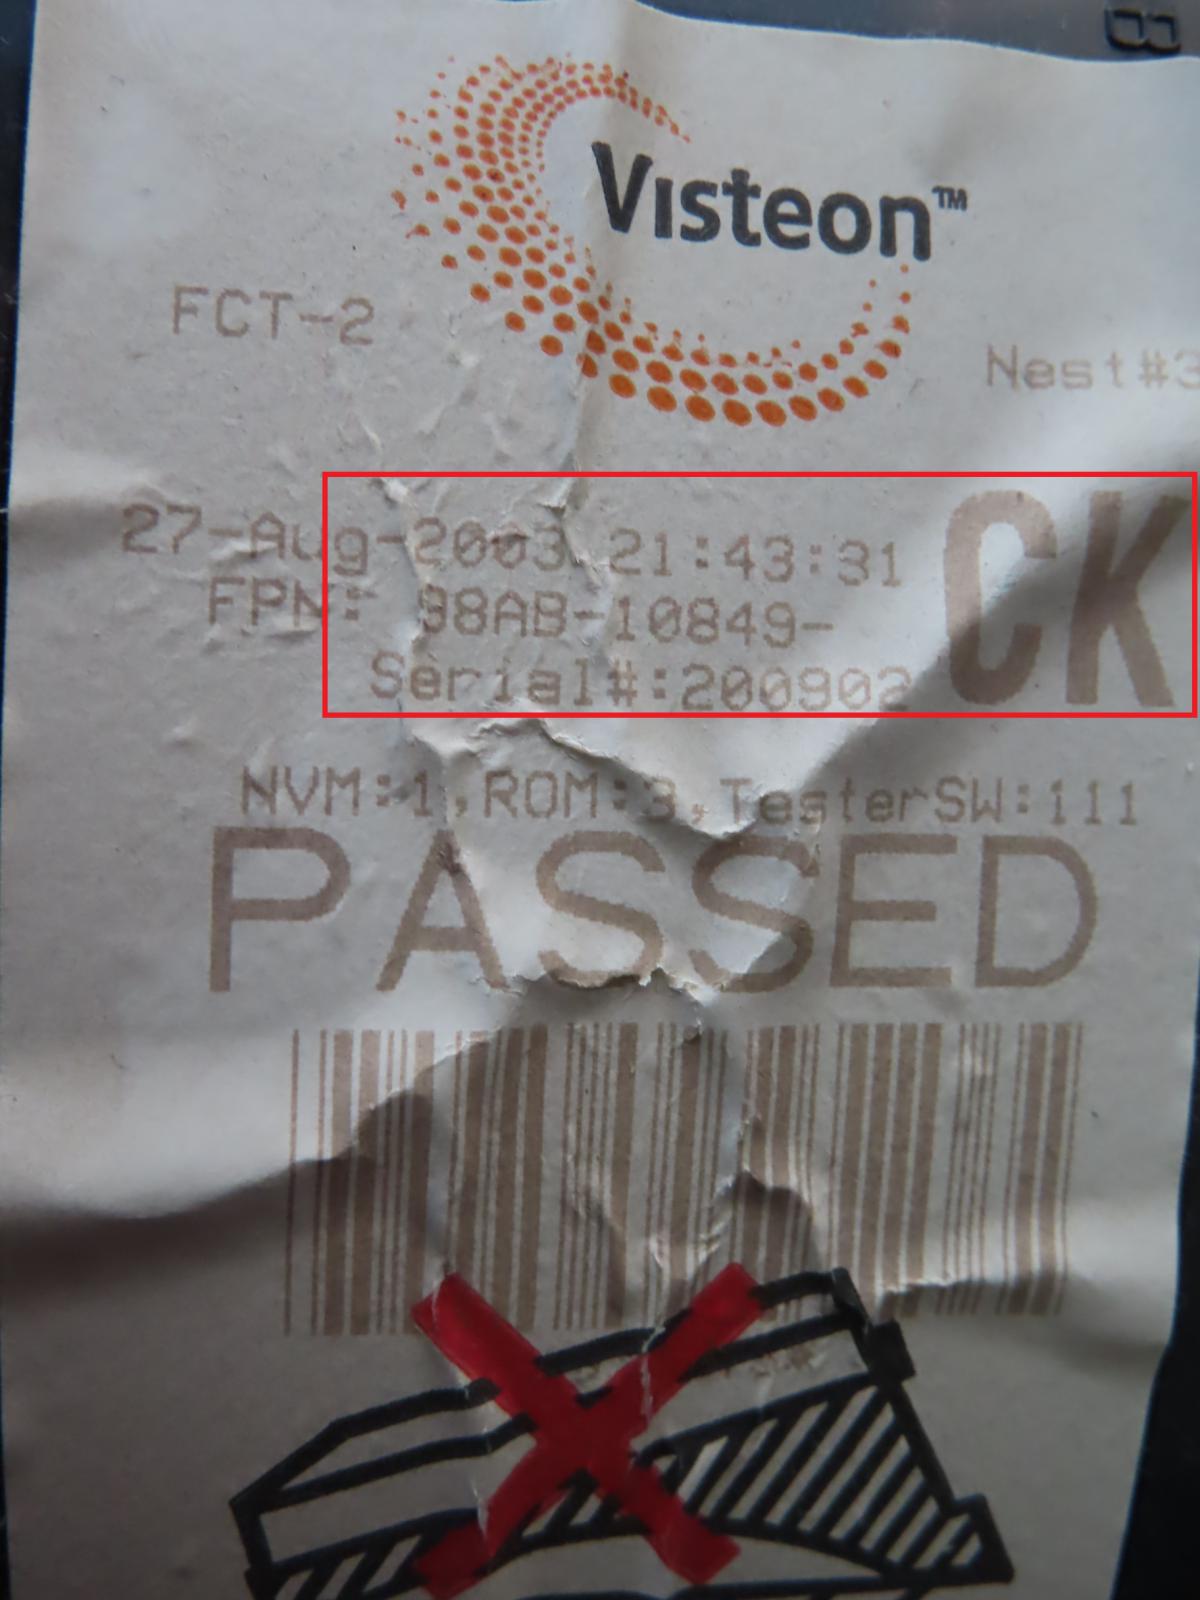 Visteon™
FCT-2
Nest#3
27-Aug-2003 21:43:31
FPN: 98AB-10849-
CK
Serial#:200902
NVM:1,ROM:3,TesterSW:111
PASSED